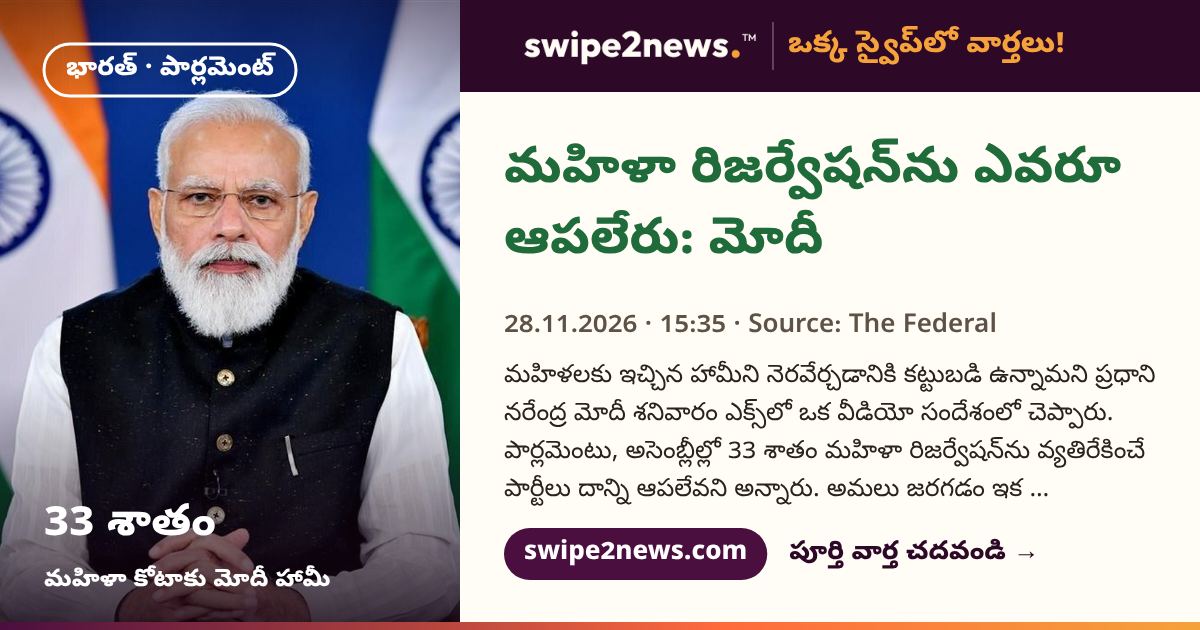 భారత్ · పార్లమెంట్
swipe2news.™ ఒక్క స్వైప్‌లో వార్తలు!
మహిళా రిజర్వేషన్‌ను ఎవరూ
ఆపలేరు: మోదీ
28.11.2026 · 15:35 · Source: The Federal
మహిళలకు ఇచ్చిన హామీని నెరవేర్చడానికి కట్టుబడి ఉన్నామని ప్రధాని
నరేంద్ర మోదీ శనివారం ఎక్స్‌లో ఒక వీడియో సందేశంలో చెప్పారు.
పార్లమెంటు, అసెంబ్లీల్లో 33 శాతం మహిళా రిజర్వేషన్‌ను వ్యతిరేకించే
పార్టీలు దాన్ని ఆపలేవని అన్నారు. అమలు జరగడం ఇక ...
33 శాతం
మహిళా కోటాకు మోదీ హామీ
swipe2news.com పూర్తి వార్త చదవండి →